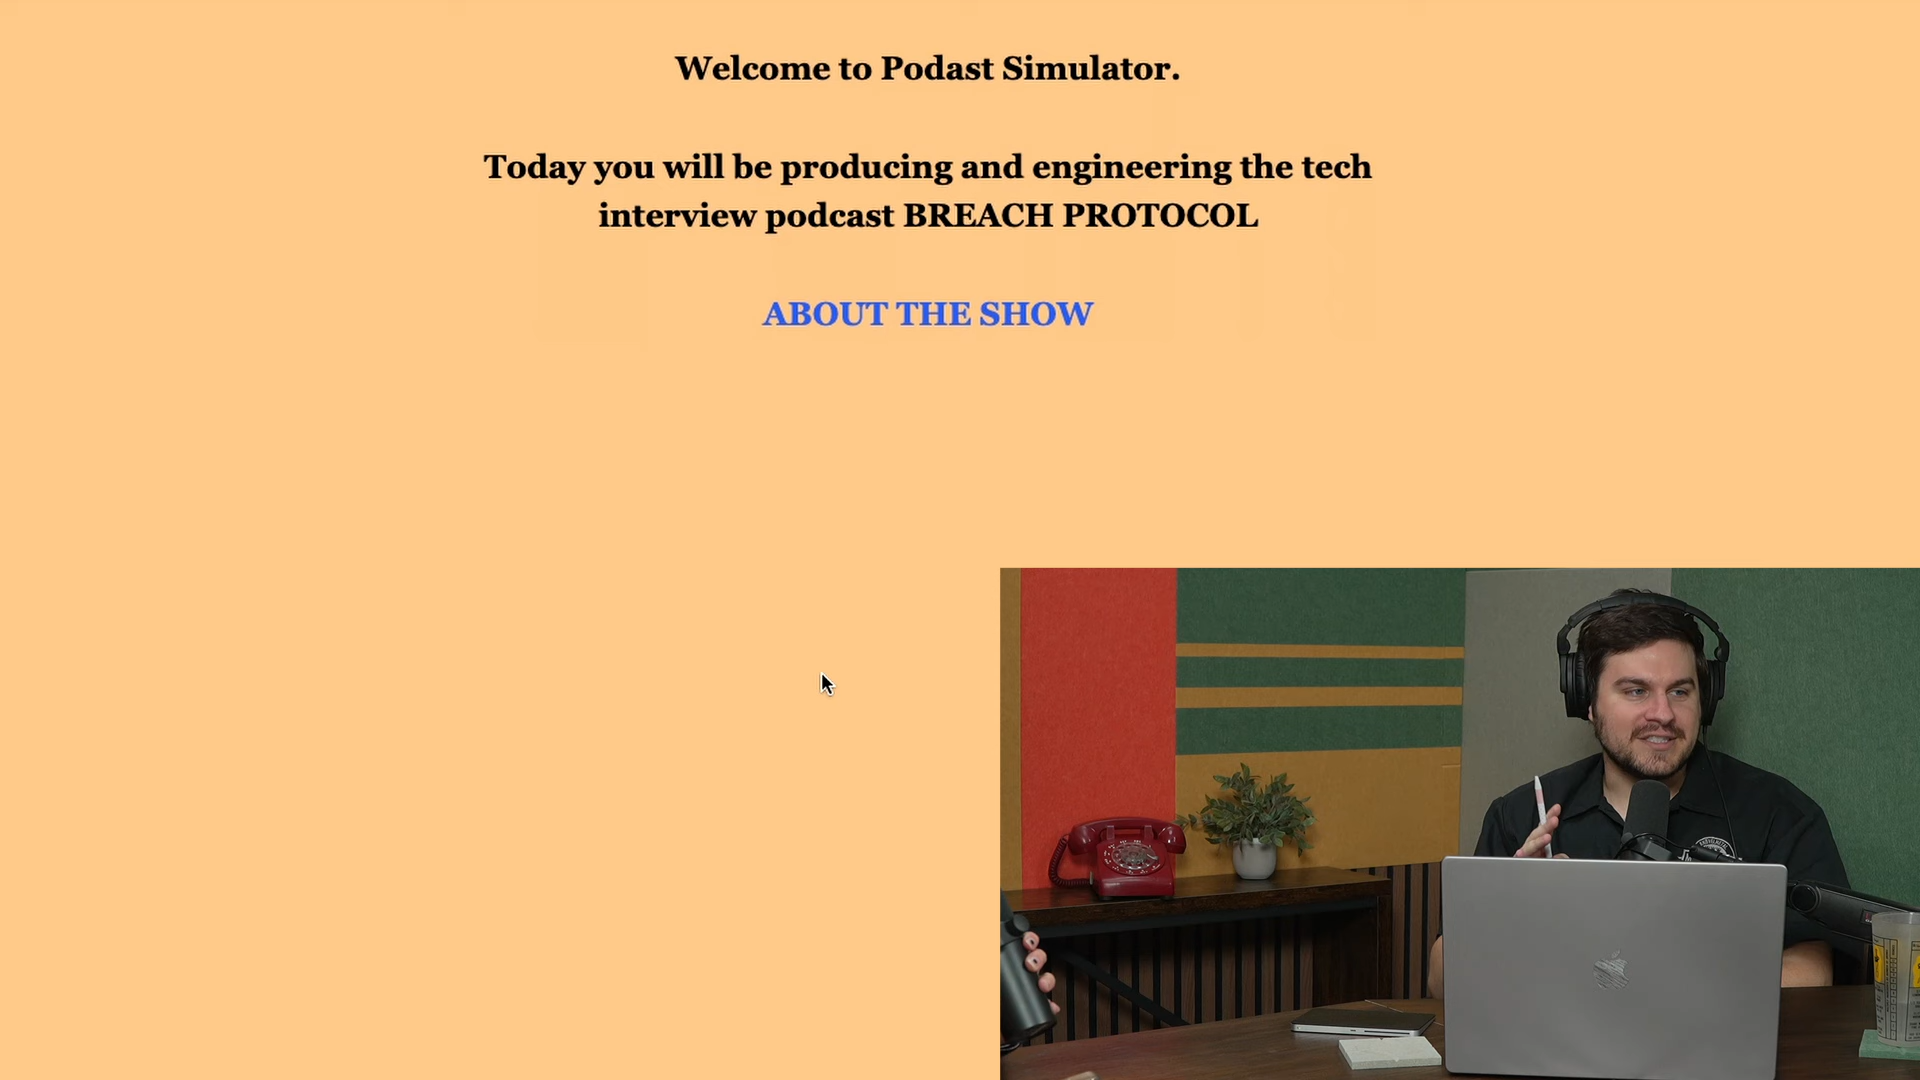 Welcome to Podast Simulator.
Today you will be producing and engineering the tech
interview podcast BREACH PROTOCOL
ABOUT THE SHOW